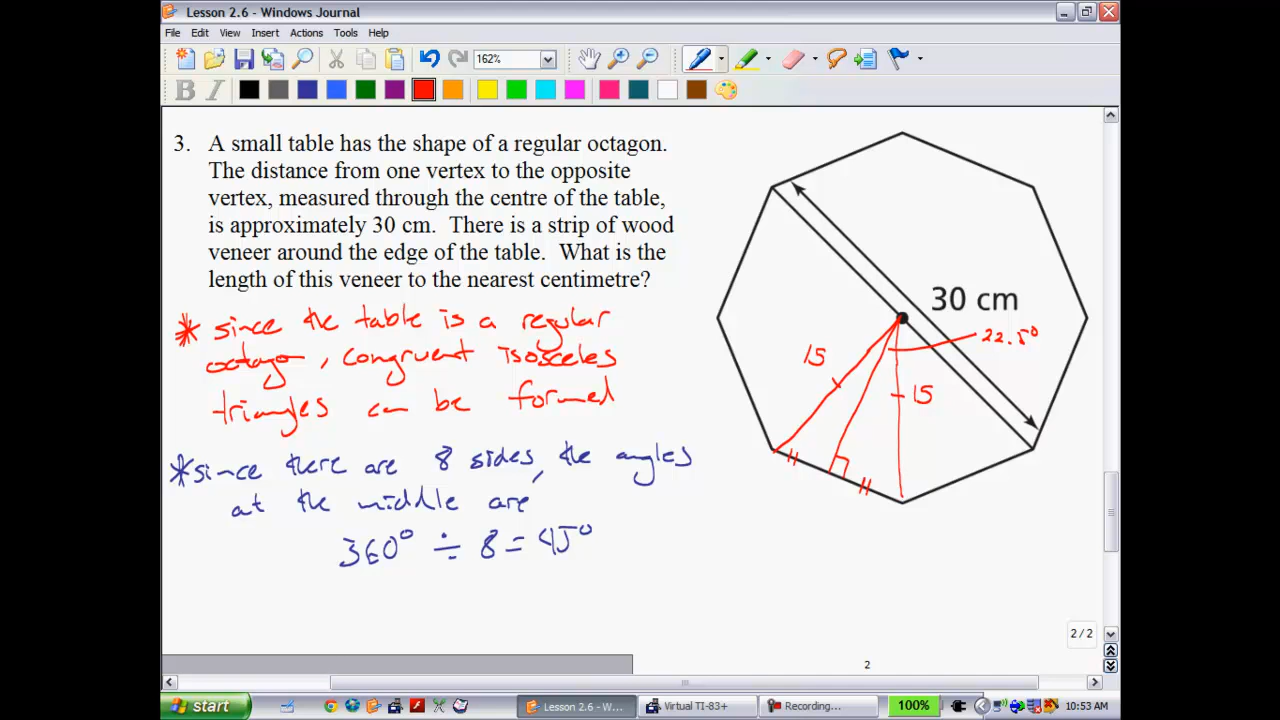 Lesson 2.6 - Windows Journal
File Edit View Insert Actions Tools Help
162%
B I
3. A small table has the shape of a regular octagon.
The distance from one vertex to the opposite
vertex, measured through the centre of the table,
is approximately 30 cm. There is a strip of wood
veneer around the edge of the table. What is the
length of this veneer to the nearest centimetre?
* since the table is a regular
octagon, congruent isosceles
triangles can be formed
* since there are 8 sides, the angles
at the middle are
360° ÷ 8 = 45°
30 cm
22.5°
15
15
2 / 2
2
start
Lesson 2.6 - W...
Virtual TI-83+
Recording...
100%
10:53 AM